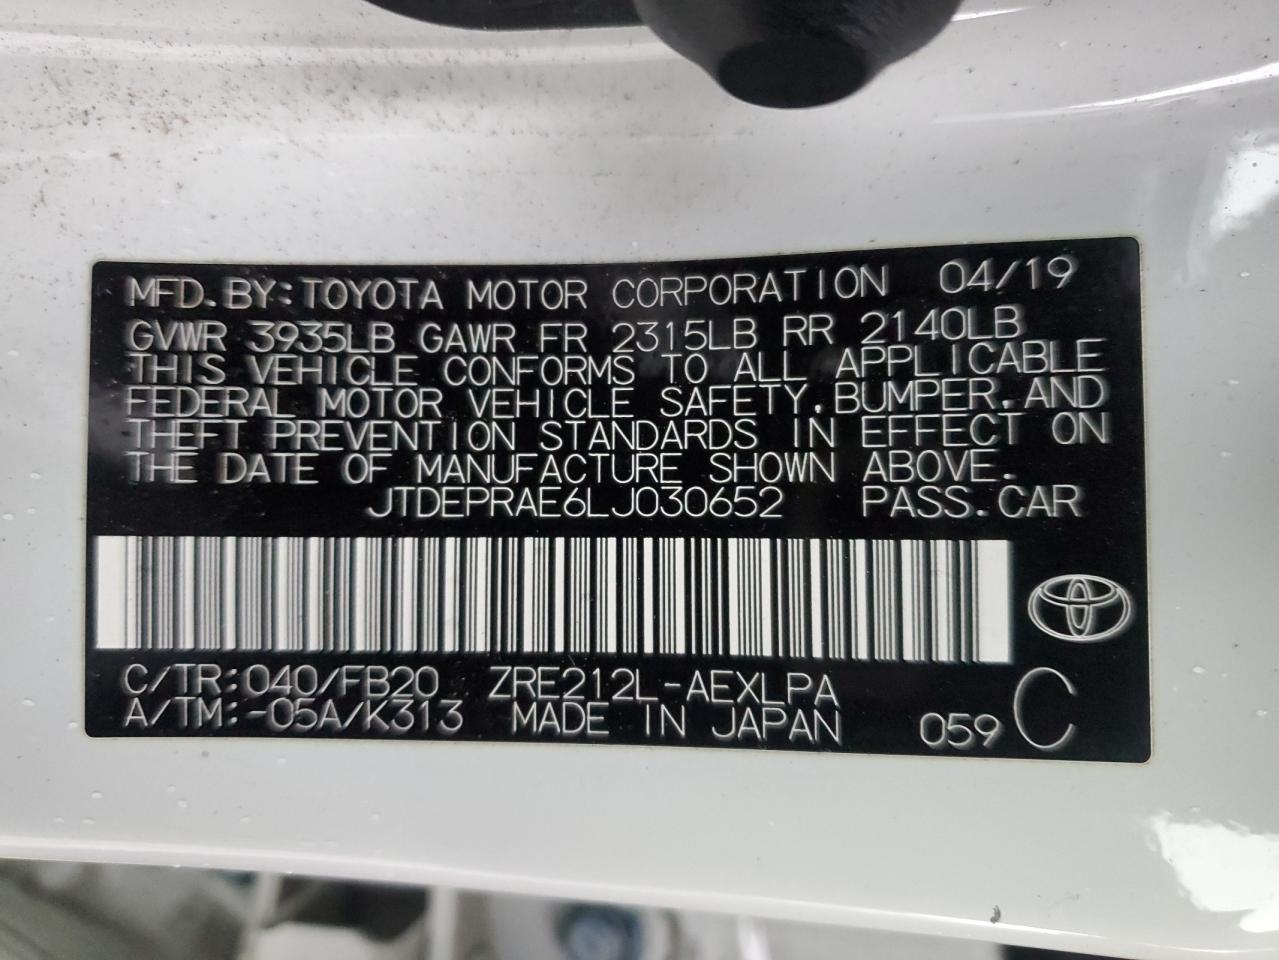 MFD.BY:TOYOTA MOTOR CORPORATION 04/19
GVWR 3935LB GAWR FR 2315LB RR 2140LB
THIS VEHICLE CONFORMS TO ALL APPLICABLE
FEDERAL MOTOR VEHICLE SAFETY,BUMPER,AND
THEFT PREVENTION STANDARDS IN EFFECT ON
THE DATE OF MANUFACTURE SHOWN ABOVE.
JTDEPRAE6LJ030652 PASS.CAR
C/TR:040/FB20 ZRE212L-AEXLPA
A/TM:-05A/K313 MADE IN JAPAN 059 C